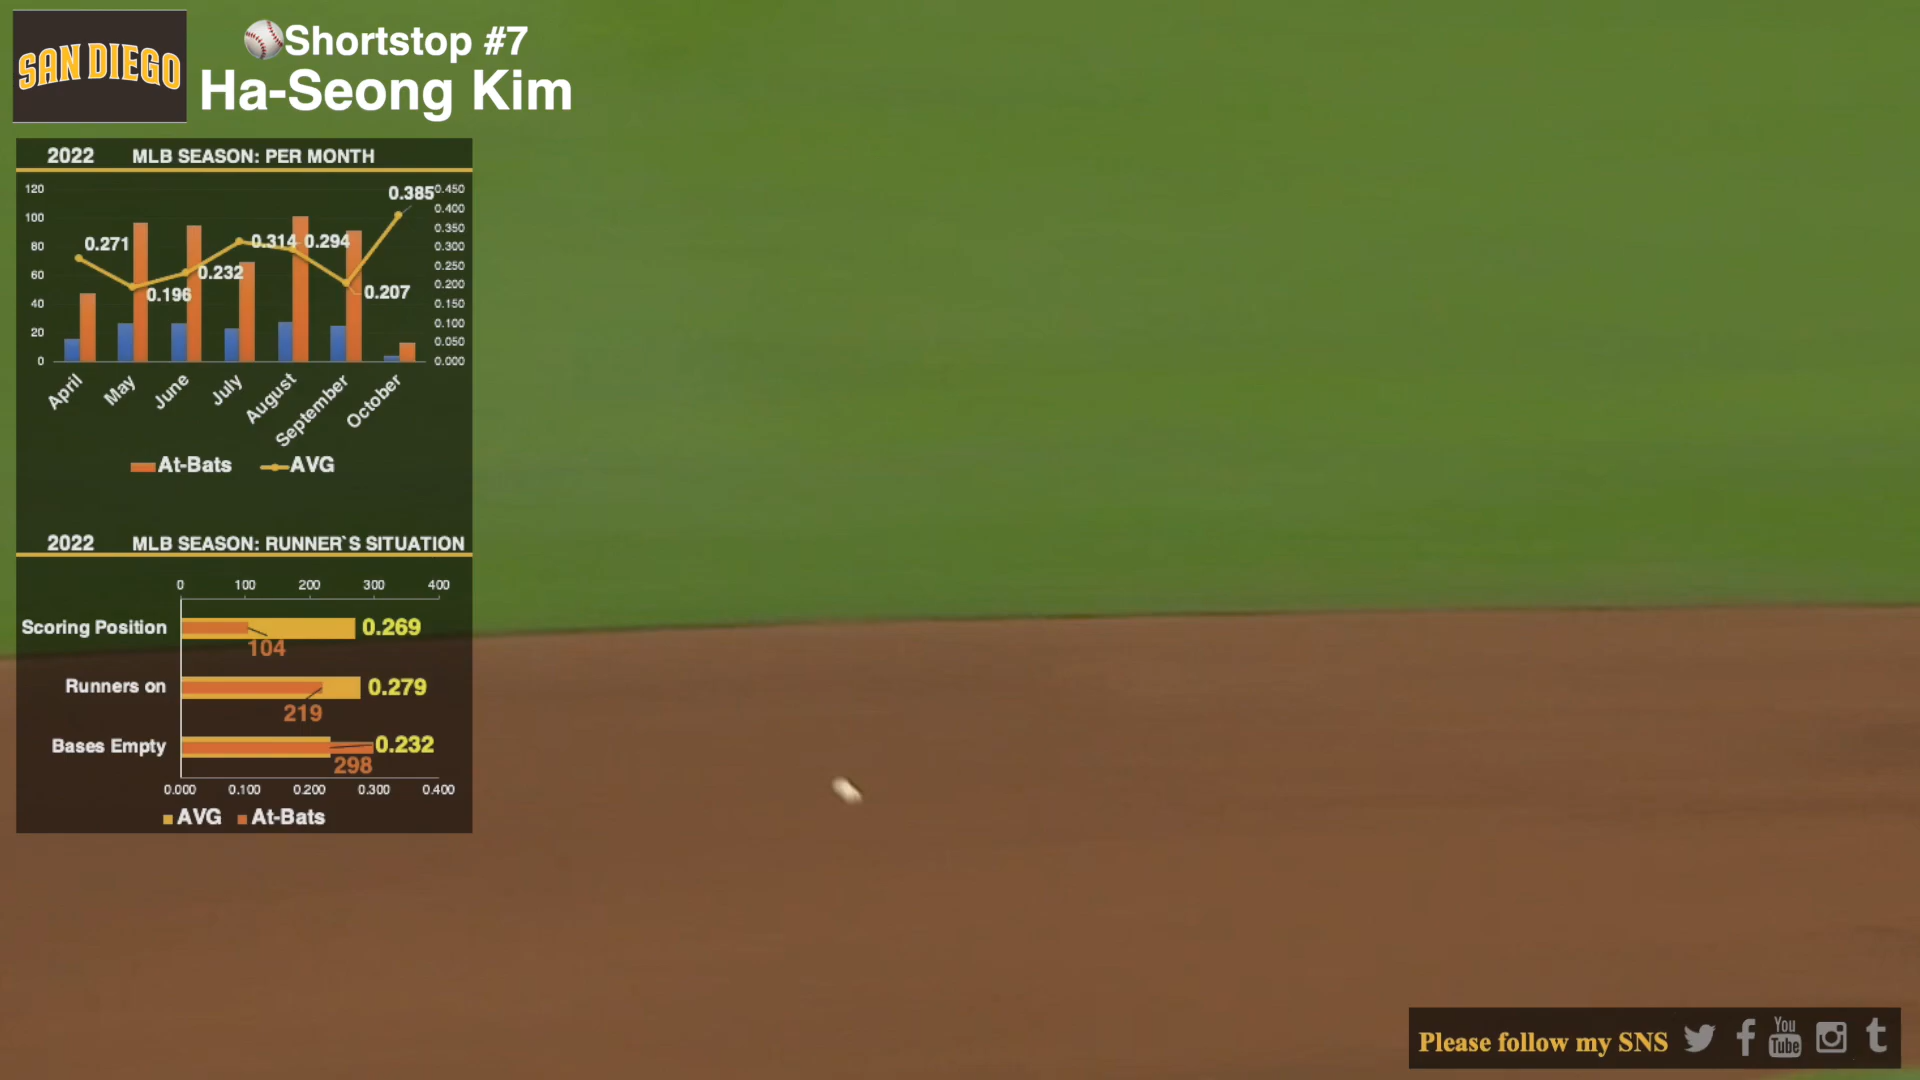 SAN DIEGO
Shortstop #7
Ha-Seong Kim
2022 MLB SEASON: PER MONTH
120 0.450
100 0.400
80 0.350
60 0.300
40 0.250
20 0.200
0 0.150
0.100
0.050
0.000
0.271
0.196
0.232
0.314
0.294
0.207
0.385
April May June July August September October
At-Bats AVG
2022 MLB SEASON: RUNNER`S SITUATION
0 100 200 300 400
Scoring Position 0.269
104
Runners on 0.279
219
Bases Empty 0.232
298
0.000 0.100 0.200 0.300 0.400
AVG At-Bats
Please follow my SNS
You
Tube